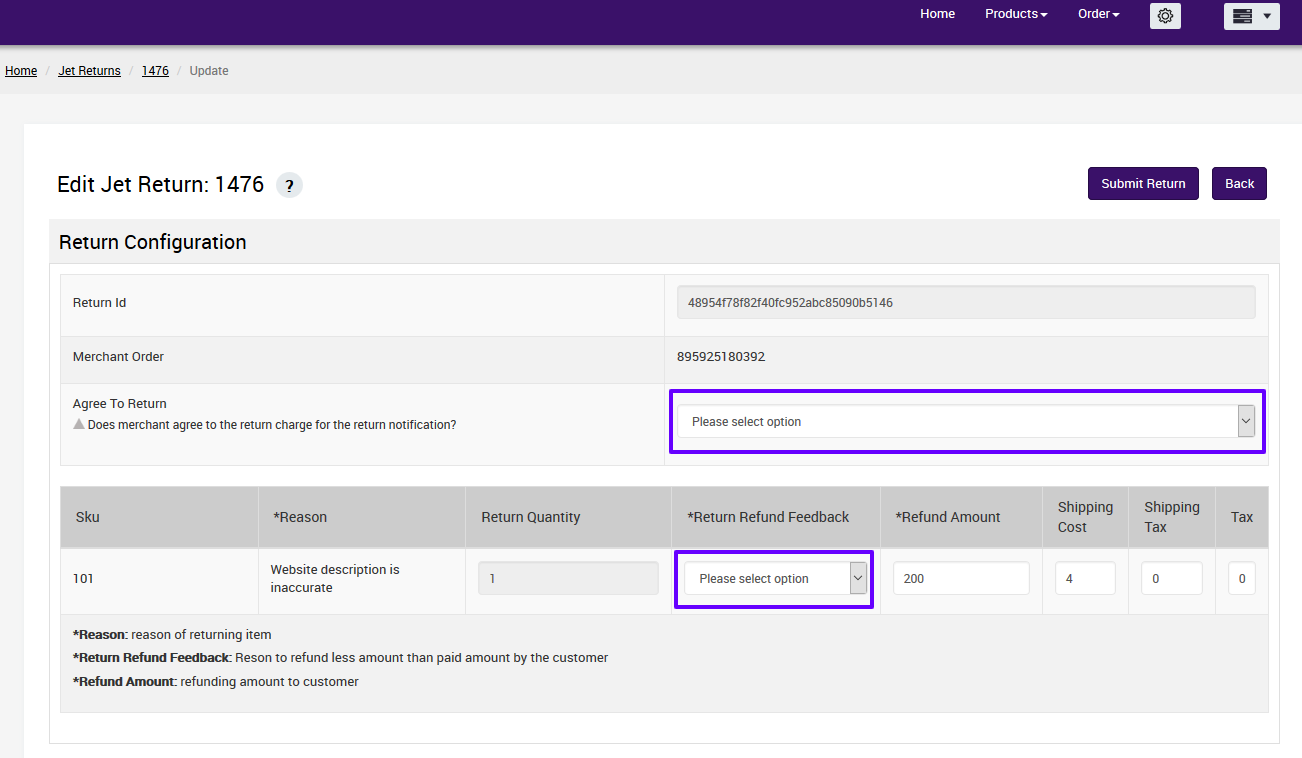 Home Products Order
Home / Jet Returns / 1476 / Update
Edit Jet Return: 1476 ?
Submit Return Back
Return Configuration
Return Id 48954f78f82f40fc952abc85090b5146
Merchant Order 895925180392
Agree To Return
Does merchant agree to the return charge for the return notification?
Please select option
Sku *Reason Return Quantity *Return Refund Feedback *Refund Amount Shipping Cost Shipping Tax Tax
101 Website description is inaccurate 1 Please select option 200 4 0 0
*Reason: reason of returning item
*Return Refund Feedback: Reson to refund less amount than paid amount by the customer
*Refund Amount: refunding amount to customer